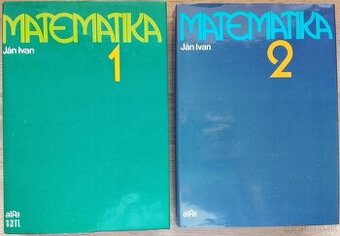 MATEMATIKA
Ján Ivan
1
alfa
SNTL
MATEMATIKA
Ján Ivan
2
alfa